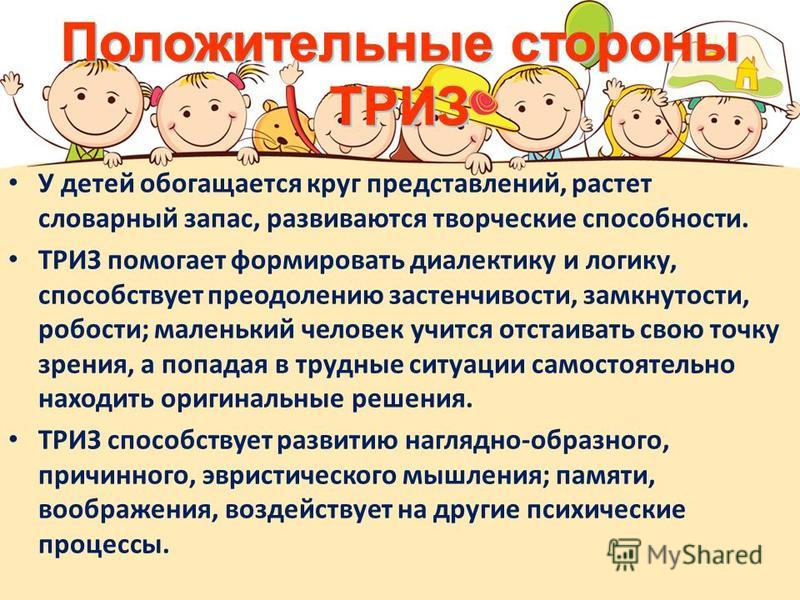 Положительные стороны
ТРИЗ
• У детей обогащается круг представлений, растет
словарный запас, развиваются творческие способности.
• ТРИЗ помогает формировать диалектику и логику,
способствует преодолению застенчивости, замкнутости,
робости; маленький человек учится отстаивать свою точку
зрения, а попадая в трудные ситуации самостоятельно
находить оригинальные решения.
• ТРИЗ способствует развитию наглядно-образного,
причинного, эвристического мышления; памяти,
воображения, воздействует на другие психические
процессы.
MyShared